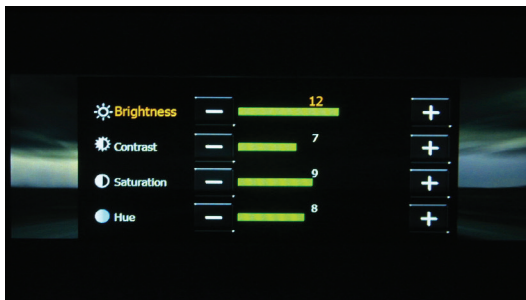 Brightness − 12 +
Contrast − 7 +
Saturation − 9 +
Hue − 8 +